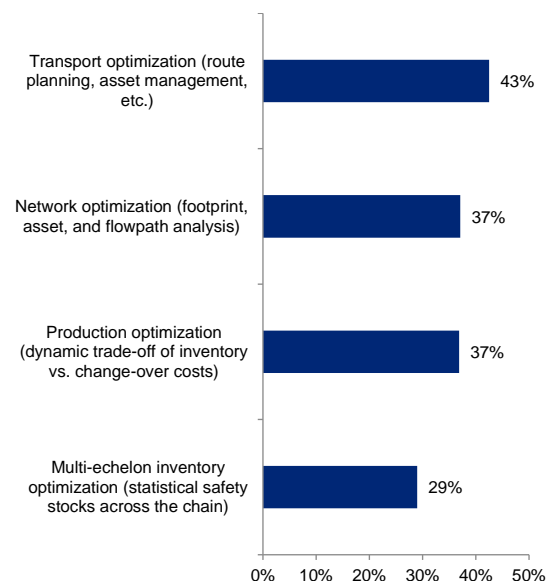 Transport optimization (route
planning, asset management,
etc.)
43%
Network optimization (footprint,
asset, and flowpath analysis)
37%
Production optimization
(dynamic trade-off of inventory
vs. change-over costs)
37%
Multi-echelon inventory
optimization (statistical safety
stocks across the chain)
29%
0% 10% 20% 30% 40% 50%